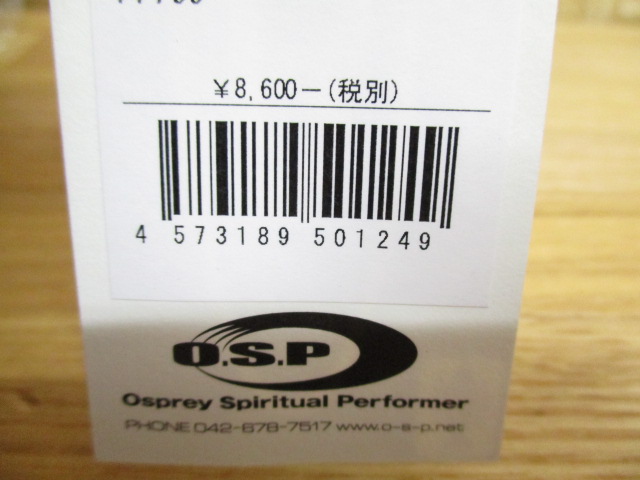 ¥8,600−(税別)
4 573189 501249
O.S.P
Osprey Spiritual Performer
PHONE 042-678-7517 www.o-s-p.net